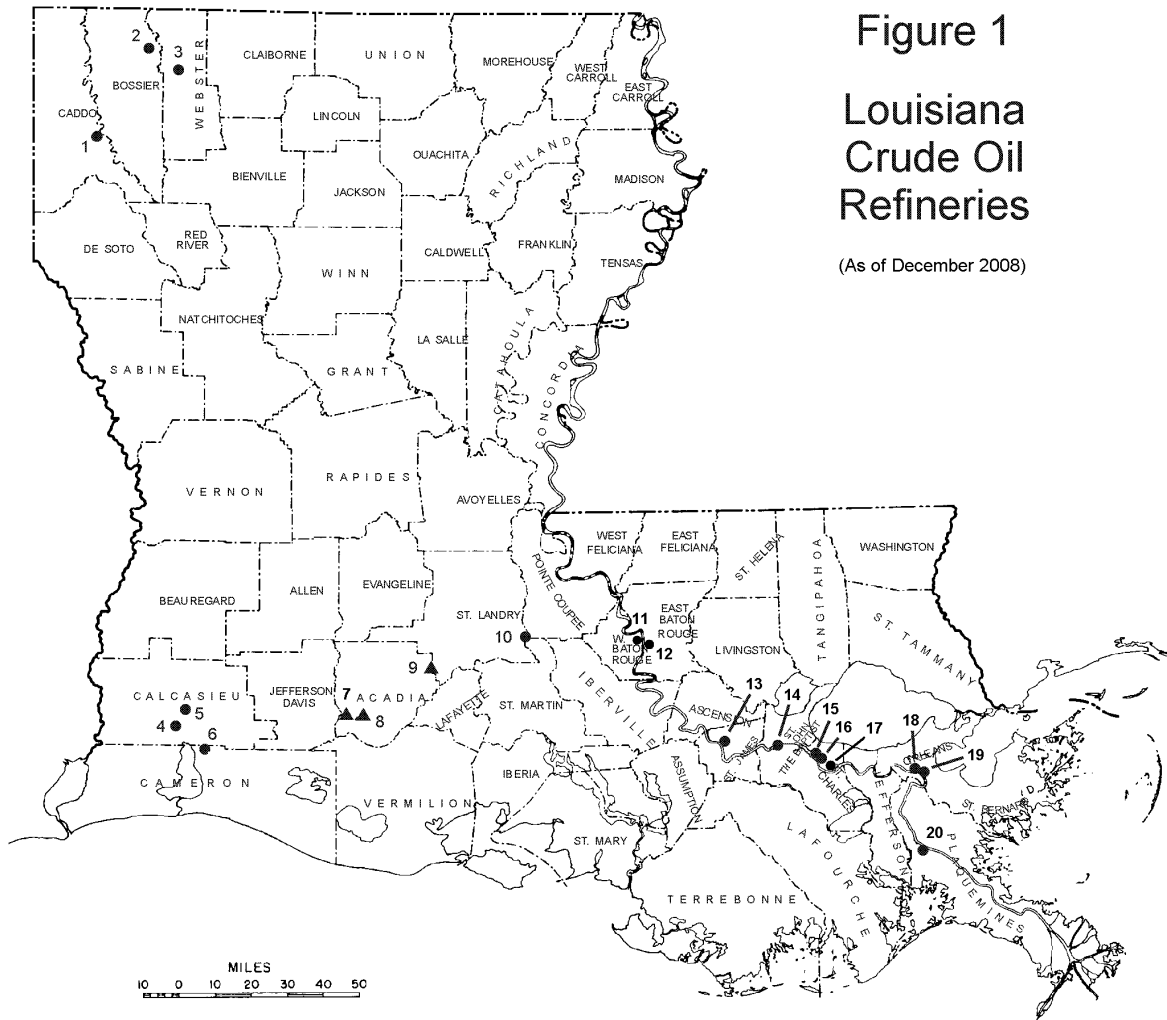 Figure 1
Louisiana
Crude Oil
Refineries
(As of December 2008)
2
3
WEBSTER
CLAIBORNE
UNION
MOREHOUSE
WEST
CARROLL
EAST
CARROLL
BOSSIER
CADDO
1
LINCOLN
OUACHITA
RICHLAND
MADISON
BIENVILLE
JACKSON
DE SOTO
RED
RIVER
CALDWELL
FRANKLIN
TENSAS
WINN
NATCHITOCHES
LA SALLE
CATAHOULA
CONCORDIA
SABINE
GRANT
VERNON
RAPIDES
AVOYELLES
WEST
FELICIANA
EAST
FELICIANA
ST. HELENA
TANGIPAHOA
WASHINGTON
BEAUREGARD
ALLEN
EVANGELINE
ST. LANDRY
POINTE COUPEE
10
11
W.
BATON
ROUGE
EAST
BATON
ROUGE
12
LIVINGSTON
ST. TAMMANY
CALCASIEU
5
4
6
JEFFERSON
DAVIS
7
8
9
ACADIA
LAFAYETTE
ST. MARTIN
IBERVILLE
ASCENSION
13
14
15
16
17
18
19
ST. JAMES
ST. JOHN
THE BAPTIST
ST. CHARLES
ORLEANS
ST. BERNARD
CAMERON
VERMILION
IBERIA
ASSUMPTION
ST. MARY
LAFOURCHE
JEFFERSON
20
PLAQUEMINES
TERREBONNE
MILES
10 0 10 20 30 40 50